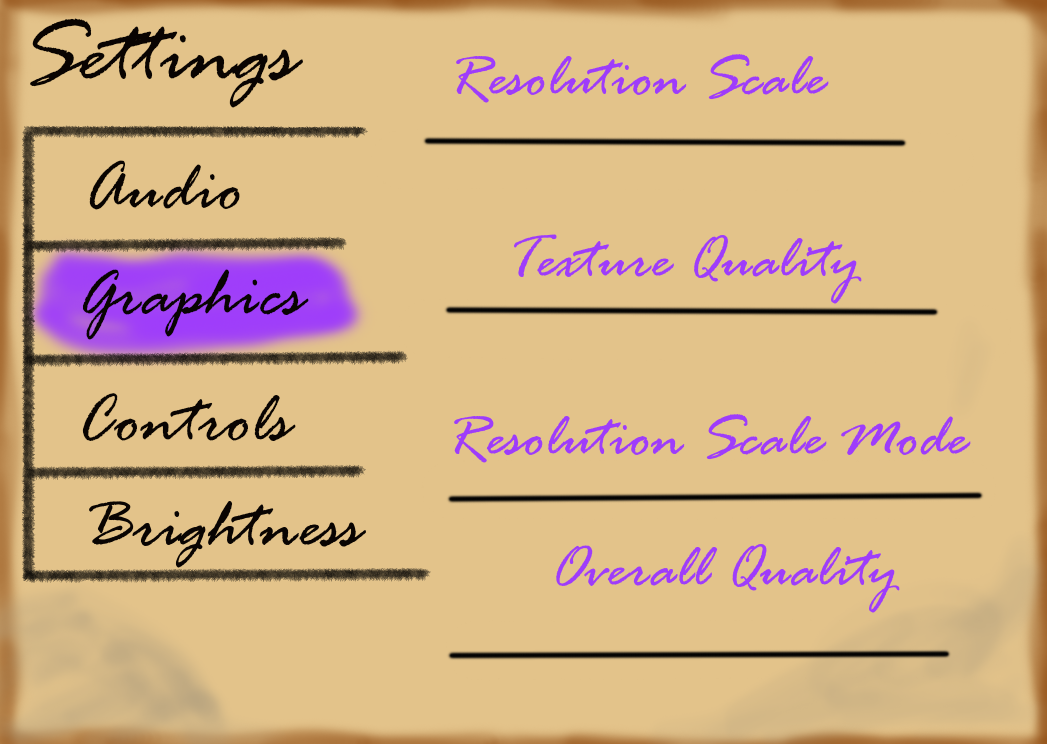 Settings
Audio
Graphics
Controls
Brightness
Resolution Scale
Texture Quality
Resolution Scale Mode
Overall Quality